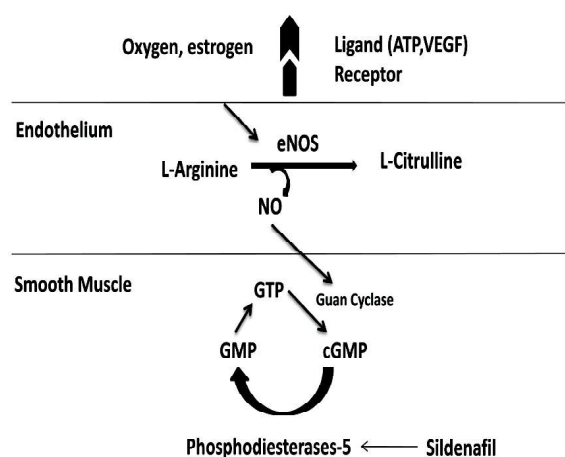 Oxygen, estrogen
Ligand (ATP,VEGF)
Receptor
Endothelium
eNOS
L-Arginine
L-Citrulline
NO
Smooth Muscle
GTP
Guan Cyclase
GMP
cGMP
Phosphodiesterases-5
Sildenafil